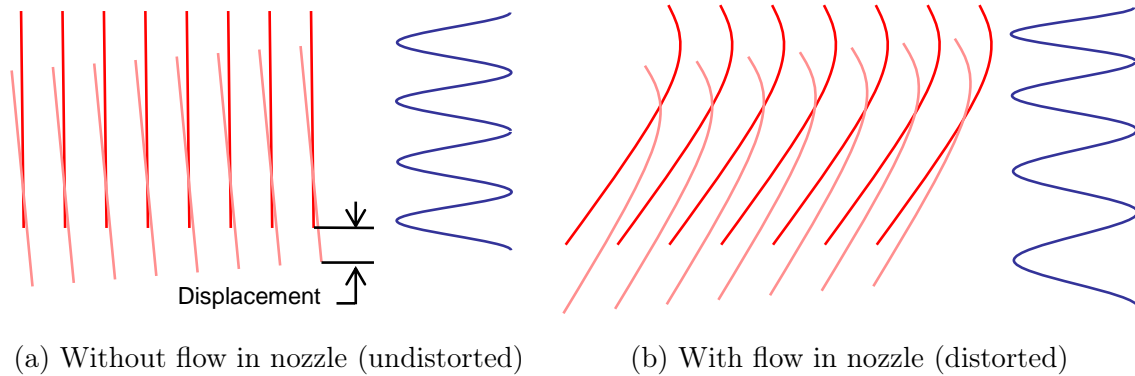 Displacement
(a) Without flow in nozzle (undistorted)
(b) With flow in nozzle (distorted)